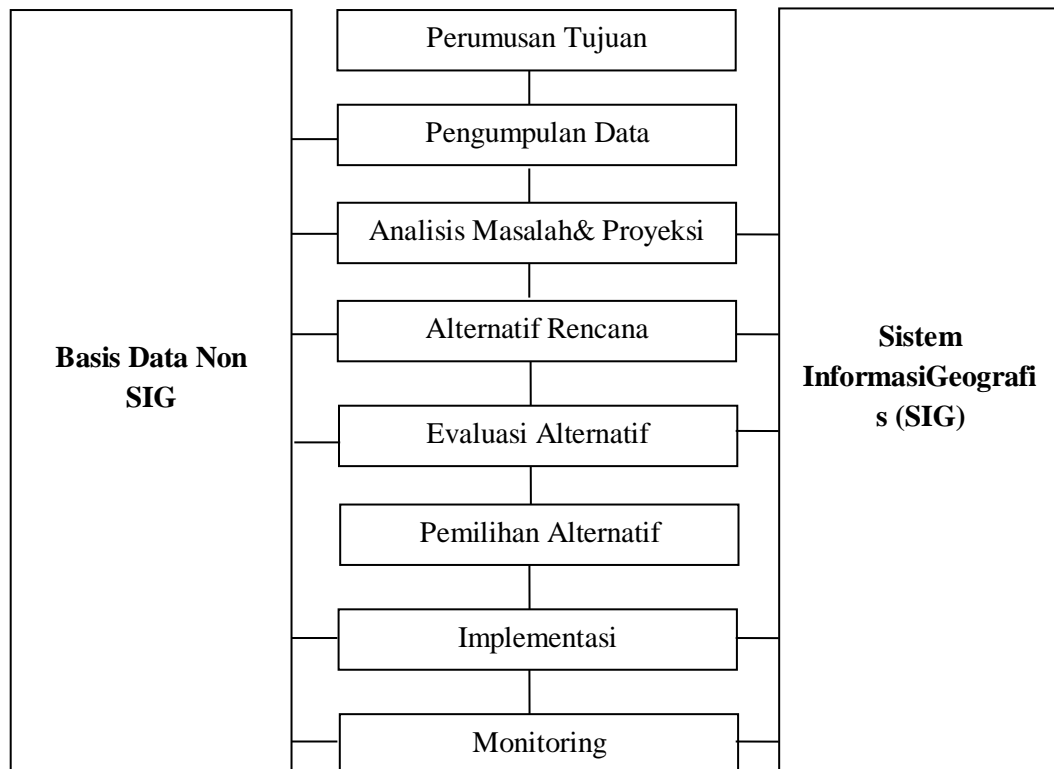 Perumusan Tujuan
Pengumpulan Data
Analisis Masalah& Proyeksi
Alternatif Rencana
Basis Data Non
SIG
Sistem
InformasiGeografi
s (SIG)
Evaluasi Alternatif
Pemilihan Alternatif
Implementasi
Monitoring